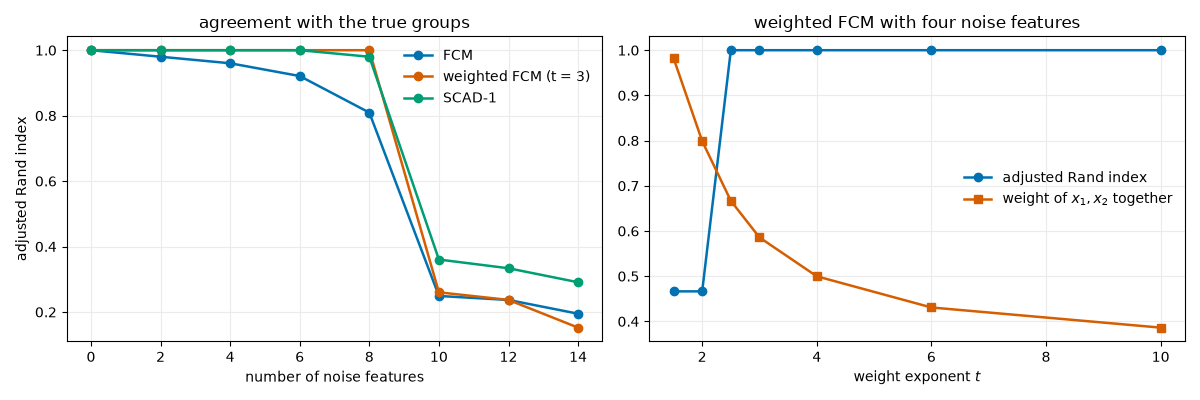 agreement with the true groups
1.0
0.8
0.6
0.4
0.2
adjusted Rand index
FCM
weighted FCM (t = 3)
SCAD-1
0 2 4 6 8 10 12 14
number of noise features
weighted FCM with four noise features
1.0
0.9
0.8
0.7
0.6
0.5
0.4
adjusted Rand index
weight of x₁, x₂ together
2 4 6 8 10
weight exponent t